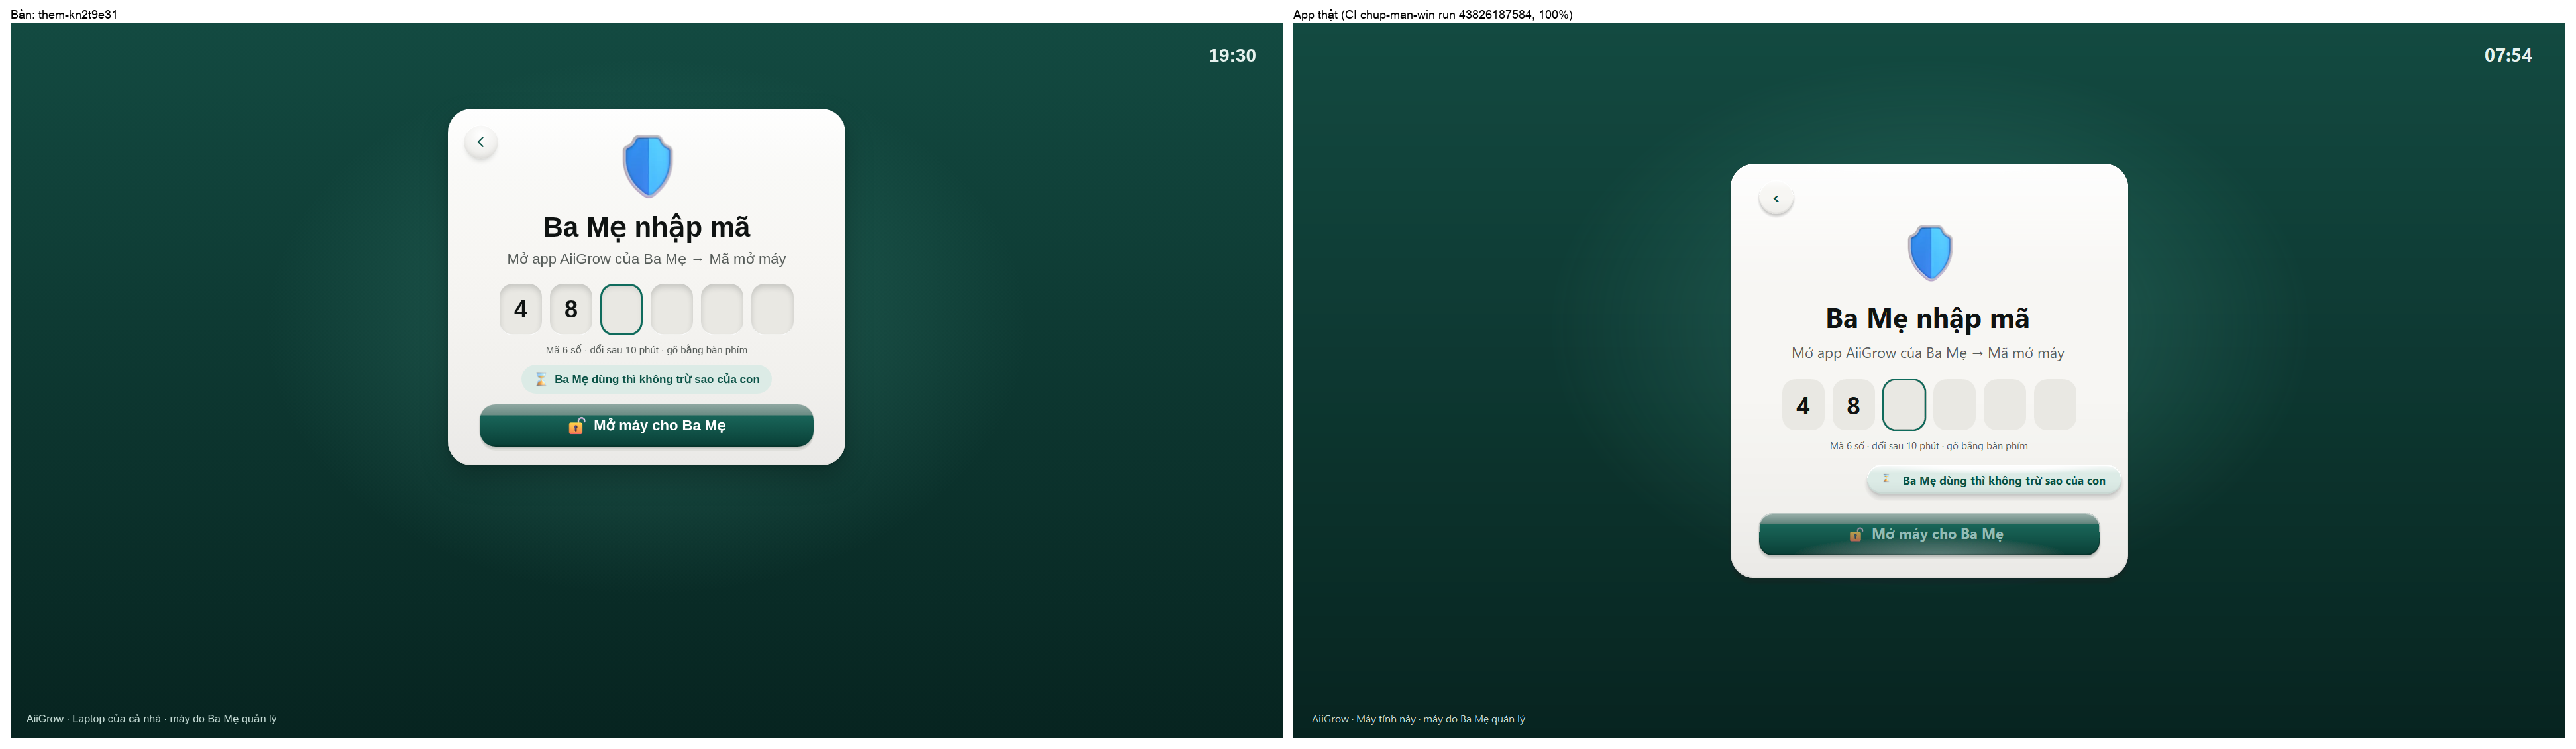 Bàn: them-kn2t9e31
19:30
Ba Mẹ nhập mã
Mở app AiiGrow của Ba Mẹ → Mã mở máy
4 8
Mã 6 số · đổi sau 10 phút · gõ bằng bàn phím
Ba Mẹ dùng thì không trừ sao của con
Mở máy cho Ba Mẹ
AiiGrow · Laptop của cả nhà · máy do Ba Mẹ quản lý
App thật (CI chup-man-win run 43826187584, 100%)
07:54
Ba Mẹ nhập mã
Mở app AiiGrow của Ba Mẹ → Mã mở máy
4 8
Mã 6 số · đổi sau 10 phút · gõ bằng bàn phím
Ba Mẹ dùng thì không trừ sao của con
Mở máy cho Ba Mẹ
AiiGrow · Máy tính này · máy do Ba Mẹ quản lý